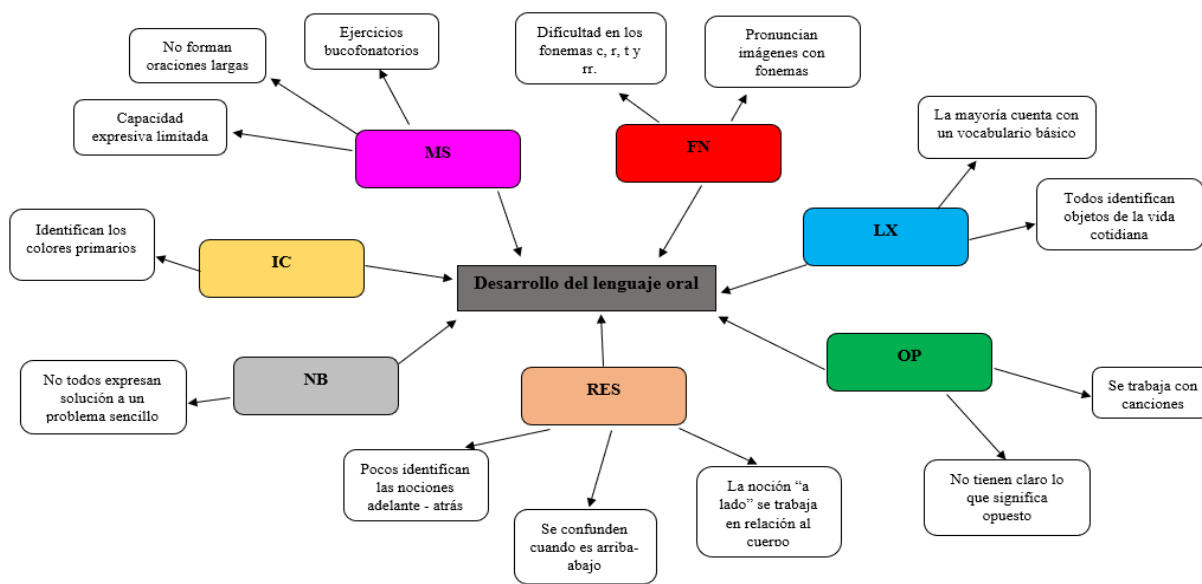 Ejercicios
bucofonatorios
No forman
oraciones largas
Capacidad
expresiva limitada
MS
Dificultad en los
fonemas c, r, t y
rr.
Pronuncian
imágenes con
fonemas
FN
La mayoría cuenta con
un vocabulario básico
Todos identifican
objetos de la vida
cotidiana
LX
Identifican los
colores primarios
IC
Desarrollo del lenguaje oral
No todos expresan
solución a un
problema sencillo
NB
RES
Pocos identifican
las nociones
adelante - atrás
Se confunden
cuando es arriba-
abajo
La noción “a
lado” se trabaja
en relación al
cuerpo
OP
Se trabaja con
canciones
No tienen claro lo
que significa
opuesto